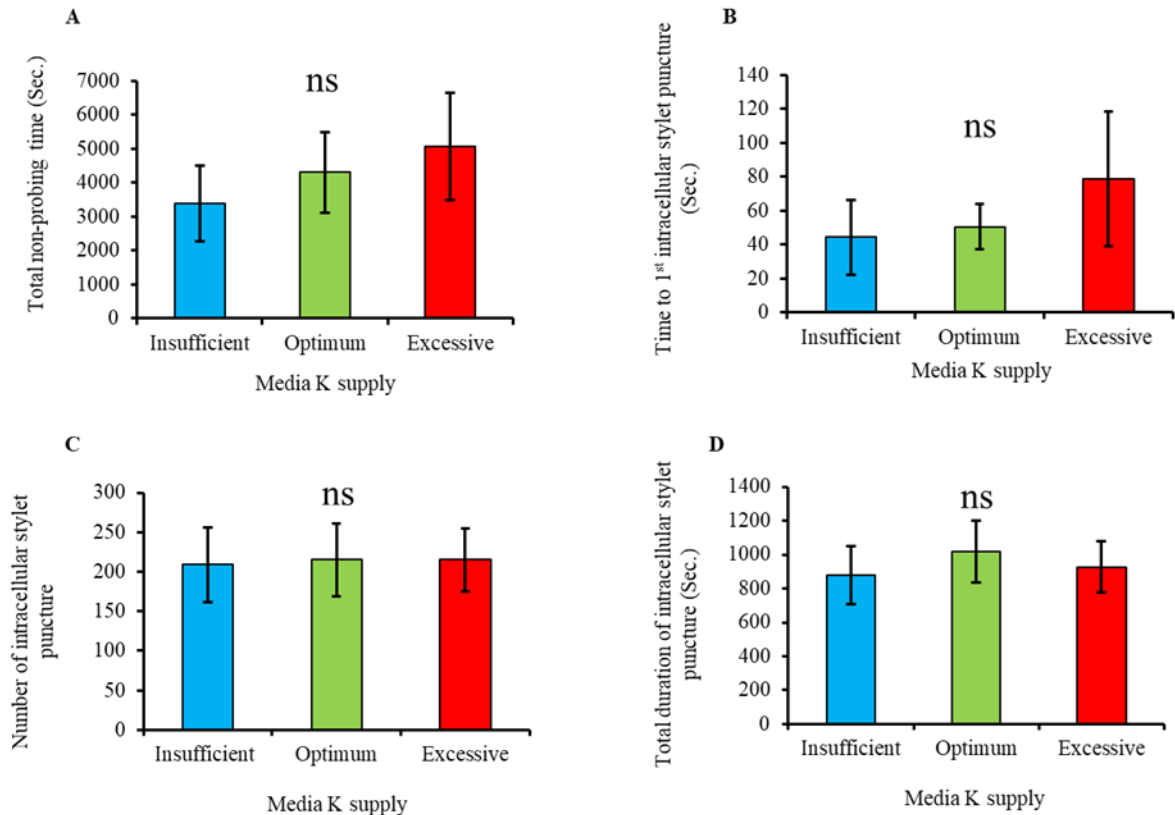 A
Total non-probing time (Sec.)
7000
6000
5000
4000
3000
2000
1000
0
ns
Insufficient Optimum Excessive
Media K supply
B
Time to 1st intracellular stylet puncture
(Sec.)
140
120
100
80
60
40
20
0
ns
Insufficient Optimum Excessive
Media K supply
C
Number of intracellular stylet
puncture
300
250
200
150
100
50
0
ns
Insufficient Optimum Excessive
Media K supply
D
Total duration of intracellular stylet
puncture (Sec.)
1400
1200
1000
800
600
400
200
0
ns
Insufficient Optimum Excessive
Media K supply